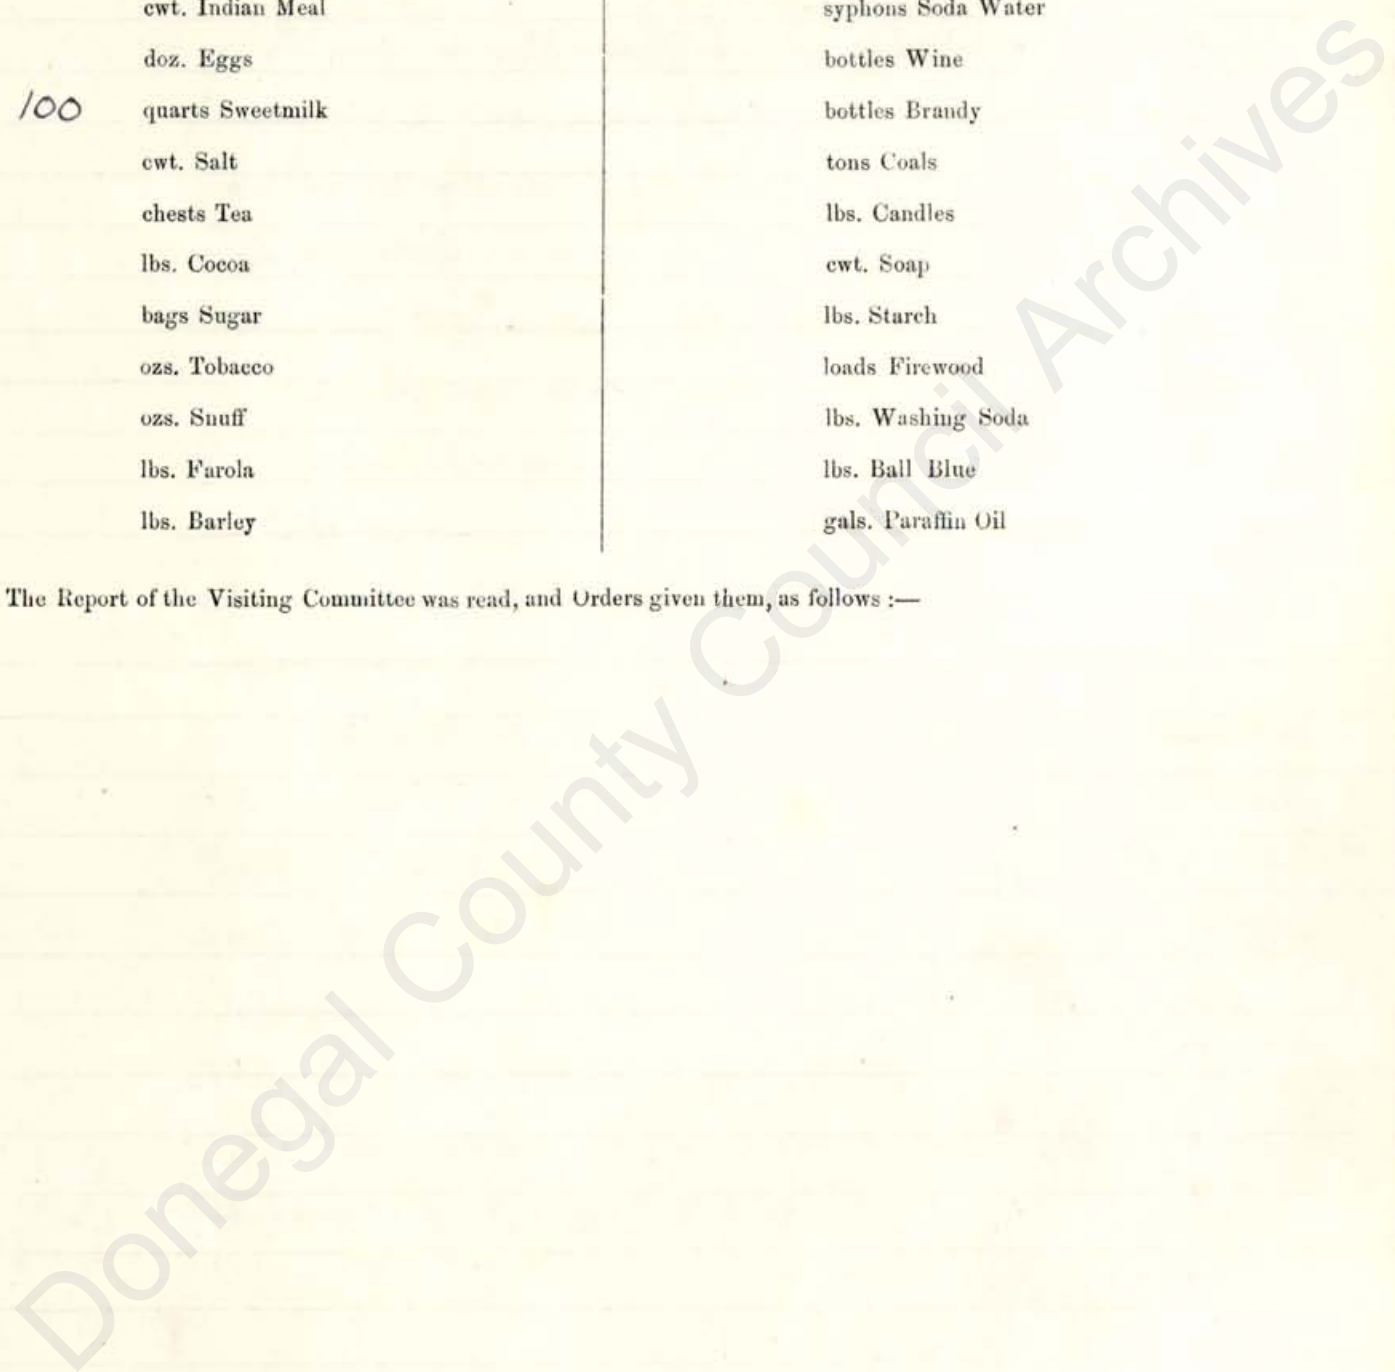 cwt. Indian Meal
doz. Eggs
100 quarts Sweetmilk
cwt. Salt
chests Tea
lbs. Cocoa
bags Sugar
ozs. Tobacco
ozs. Snuff
lbs. Farola
lbs. Barley
syphons Soda Water
bottles Wine
bottles Brandy
tons Coals
lbs. Candles
cwt. Soap
lbs. Starch
loads Firewood
lbs. Washing Soda
lbs. Ball Blue
gals. Paraffin Oil
The Report of the Visiting Committee was read, and Orders given them, as follows :—
Donegal County Council Archives